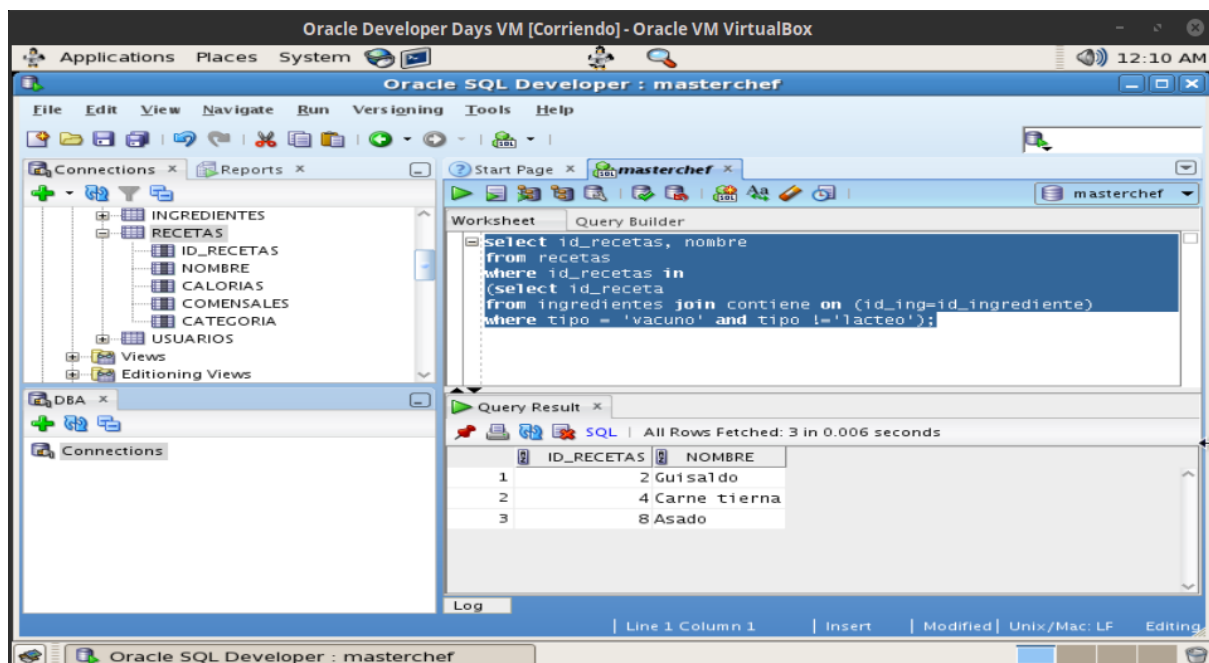 Oracle Developer Days VM [Corriendo] - Oracle VM VirtualBox
Applications Places System 12:10 AM
Oracle SQL Developer : masterchef
File Edit View Navigate Run Versioning Tools Help
Connections Reports
Start Page masterchef
masterchef
INGREDIENTES
RECETAS
ID_RECETAS
NOMBRE
CALORIAS
COMENSALES
CATEGORIA
USUARIOS
Views
Editioning Views
Worksheet Query Builder
select id_recetas, nombre
from recetas
where id_recetas in
(select id_receta
from ingredientes join contiene on (id_ing=id_ingrediente)
where tipo = 'vacuno' and tipo !='lacteo');
DBA
Connections
Query Result
SQL | All Rows Fetched: 3 in 0.006 seconds
ID_RECETAS NOMBRE
1 2 Guisaldo
2 4 Carne tierna
3 8 Asado
Log
Line 1 Column 1 | Insert | Modified | Unix/Mac: LF Editing
Oracle SQL Developer : masterchef